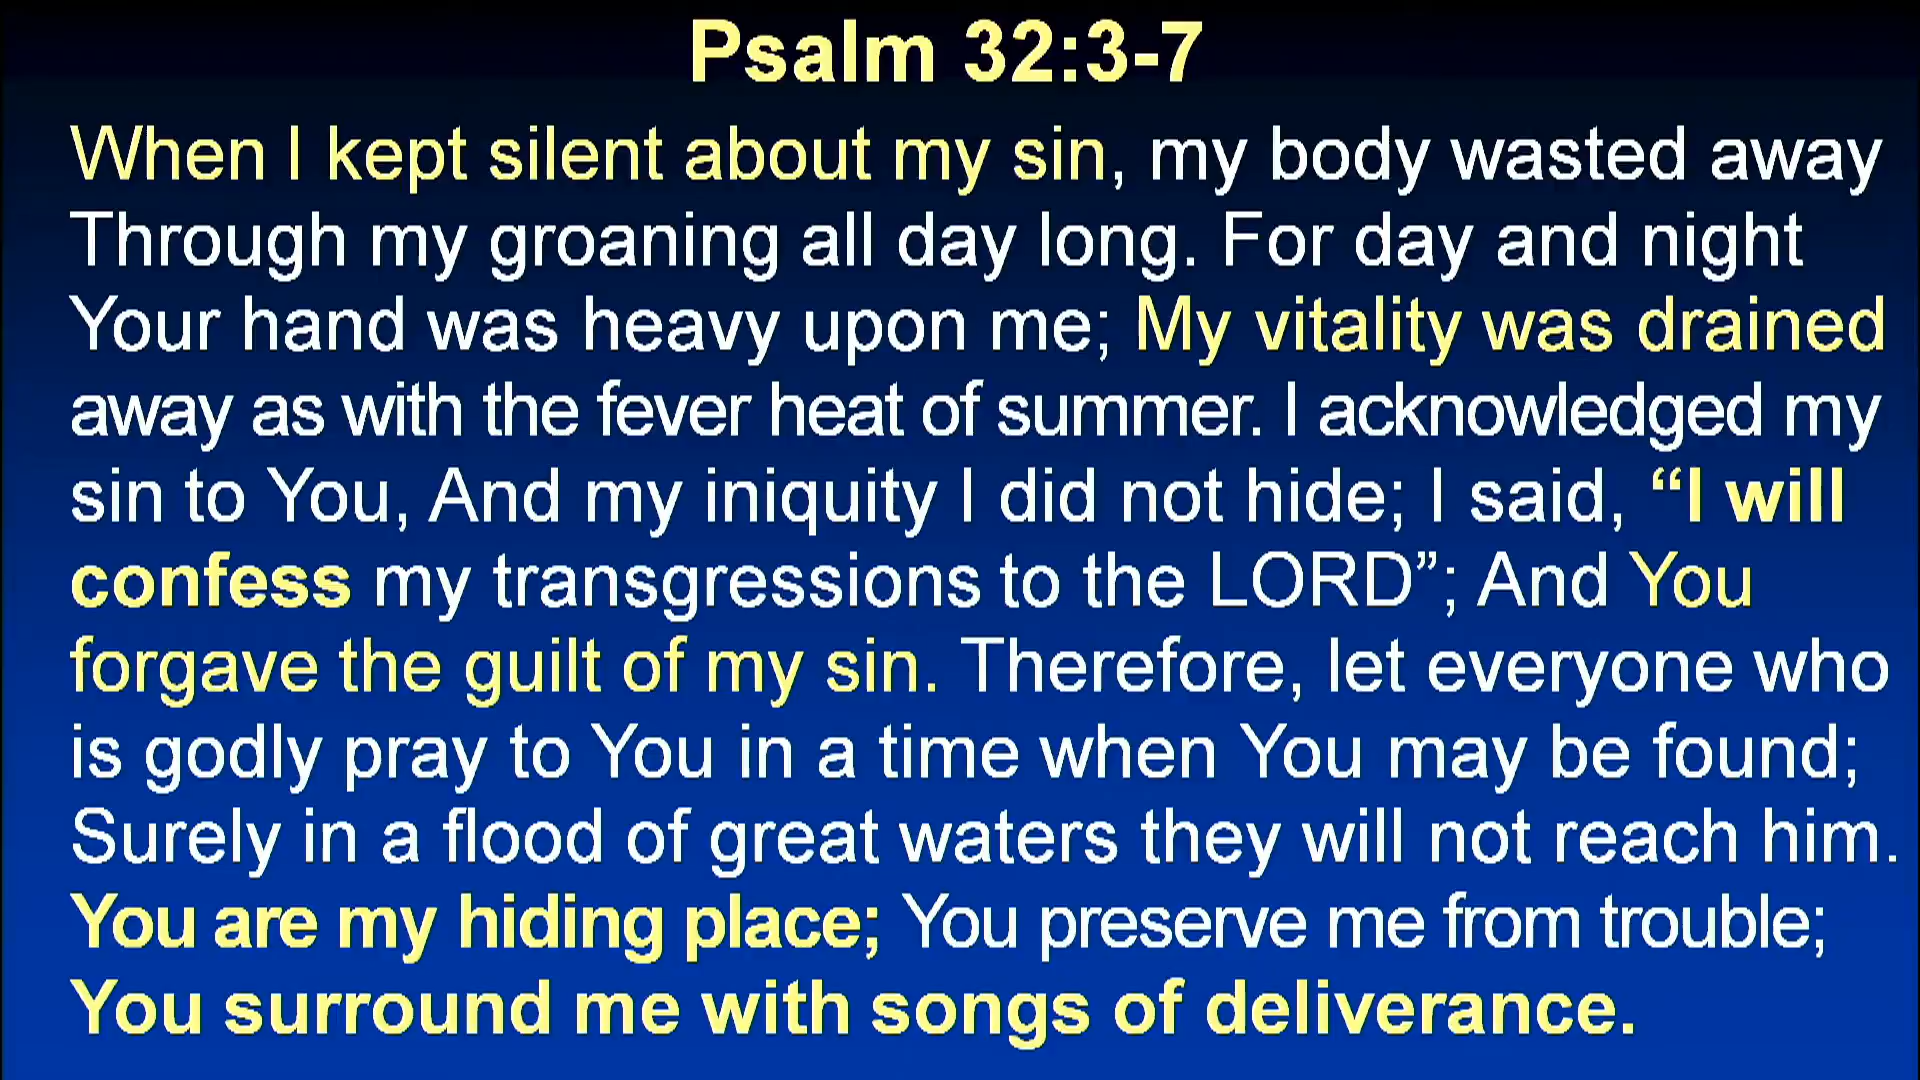 Psalm 32:3-7
When I kept silent about my sin, my body wasted away
Through my groaning all day long. For day and night
Your hand was heavy upon me; My vitality was drained
away as with the fever heat of summer. I acknowledged my
sin to You, And my iniquity I did not hide; I said, “I will
confess my transgressions to the LORD”; And You
forgave the guilt of my sin. Therefore, let everyone who
is godly pray to You in a time when You may be found;
Surely in a flood of great waters they will not reach him.
You are my hiding place; You preserve me from trouble;
You surround me with songs of deliverance.